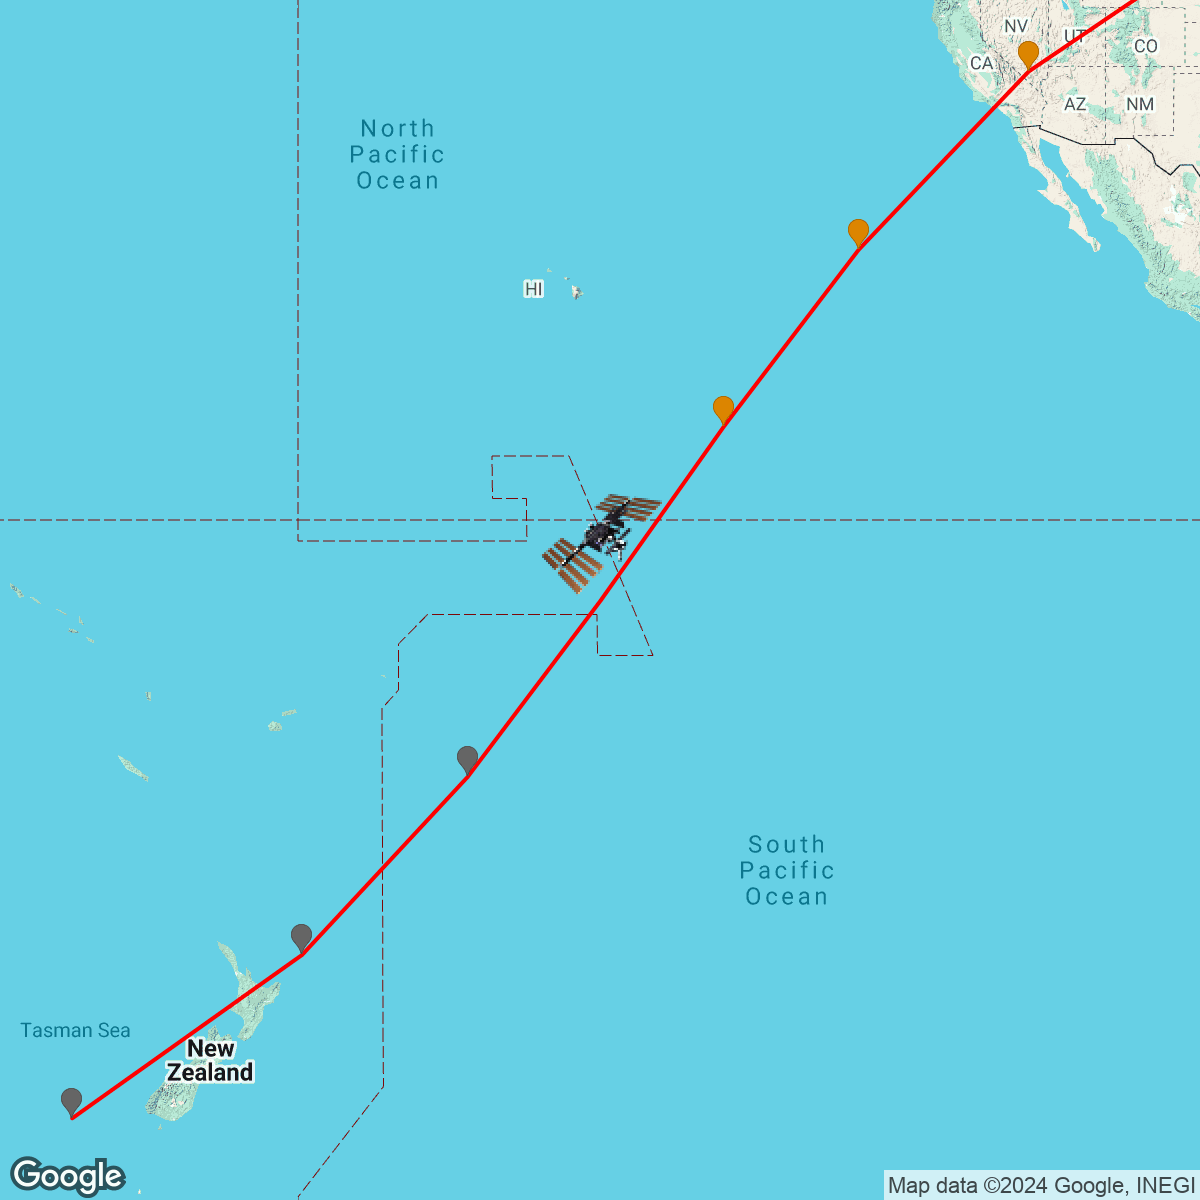 NV
UT
CO
CA
AZ
NM
North
Pacific
Ocean
HI
South
Pacific
Ocean
Tasman Sea
New
Zealand
Google
Map data ©2024 Google, INEGI